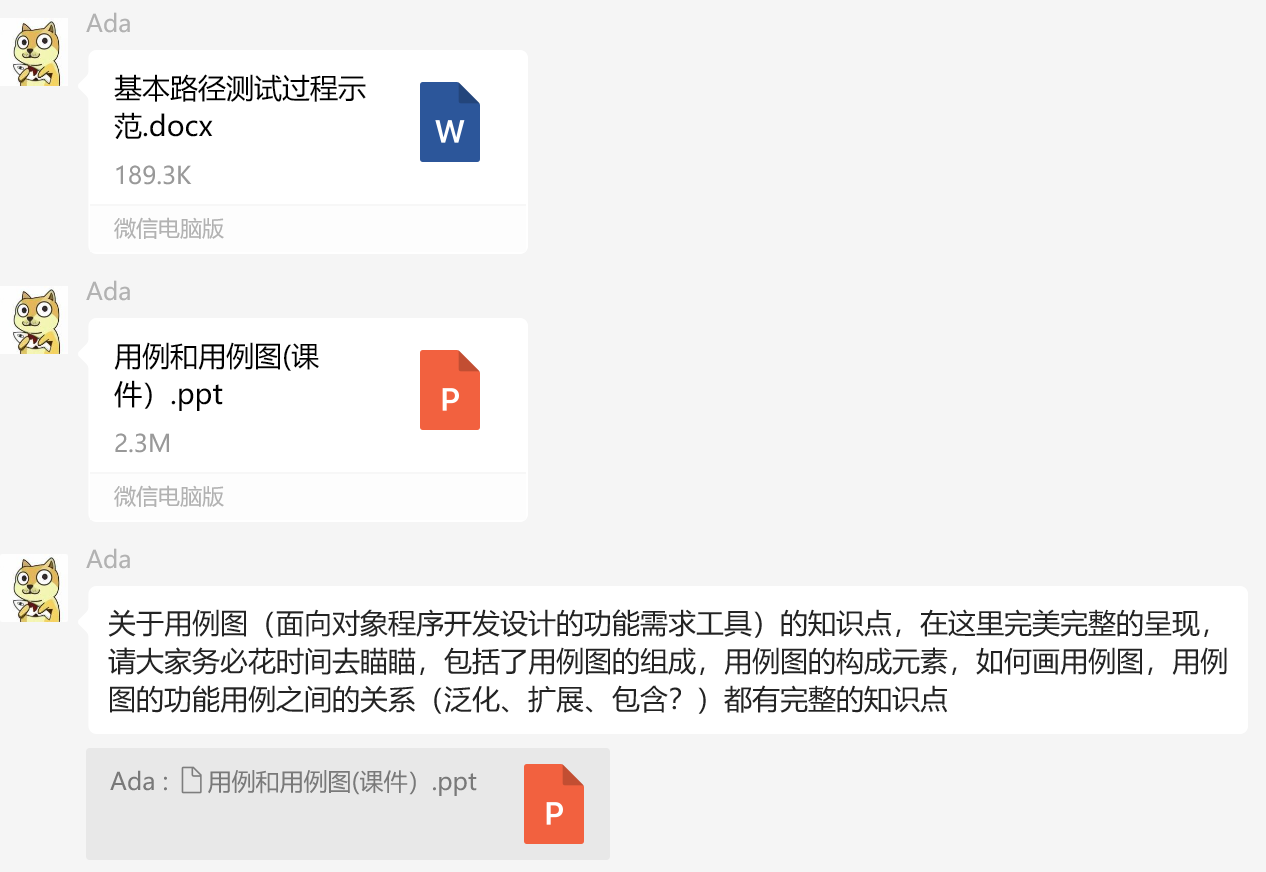 Ada
基本路径测试过程示
范.docx
W
189.3K
微信电脑版
Ada
用例和用例图(课
件）.ppt
P
2.3M
微信电脑版
Ada
关于用例图（面向对象程序开发设计的功能需求工具）的知识点，在这里完美完整的呈现，
请大家务必花时间去瞄瞄，包括了用例图的组成，用例图的构成元素，如何画用例图，用例
图的功能用例之间的关系（泛化、扩展、包含？）都有完整的知识点
Ada : 用例和用例图(课件）.ppt
P